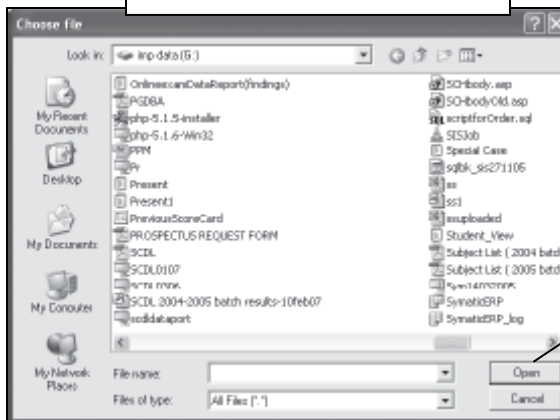 Choose file
Look in:
imp data (G:)
My Recent
Documents
Desktop
My Documents
My Computer
My Network
Places
OnlineexamDataReport(findings)
PGDBA
php-5.1.5-installer
php-5.1.6-Win32
PPM
Pr
Present
Present1
PreviousScoreCard
PROSPECTUS REQUEST FORM
SCDL
SCDL0107
SCDL 2004-2005 batch results-10feb07
scdldataport
SCHbody.asp
SCHbodyOld.asp
scriptforOrder.sql
SISJob
Special Case
sqlbk_sis271105
ss
ss1
ssuploaded
Student_View
Subject List ( 2004 batch
Subject List ( 2005 batch
Sym14032005
SymaticERP
SymaticERP_log
File name:
Open
Files of type:
All Files (*.*)
Cancel